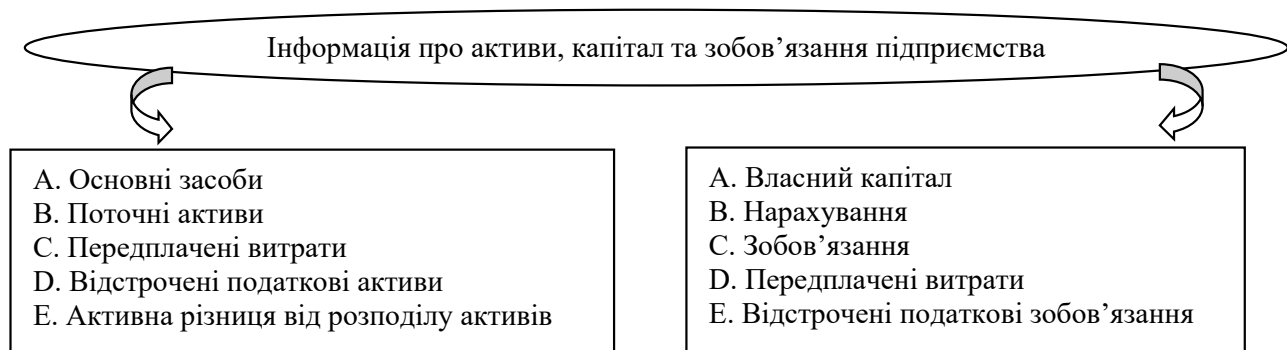 Інформація про активи, капітал та зобов’язання підприємства
A. Основні засоби
B. Поточні активи
C. Передплачені витрати
D. Відстрочені податкові активи
E. Активна різниця від розподілу активів
A. Власний капітал
B. Нарахування
C. Зобов’язання
D. Передплачені витрати
E. Відстрочені податкові зобов’язання